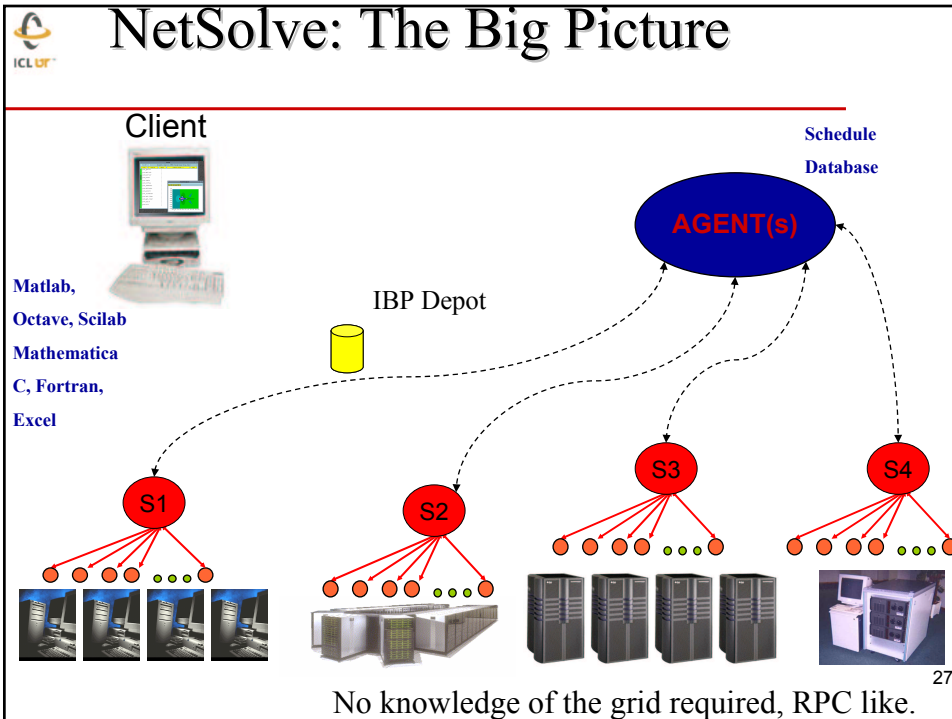 NetSolve: The Big Picture
ICL UT
Client
Schedule
Database
AGENT(s)
Matlab,
Octave, Scilab
Mathematica
C, Fortran,
Excel
IBP Depot
S1
S2
S3
S4
27
No knowledge of the grid required, RPC like.